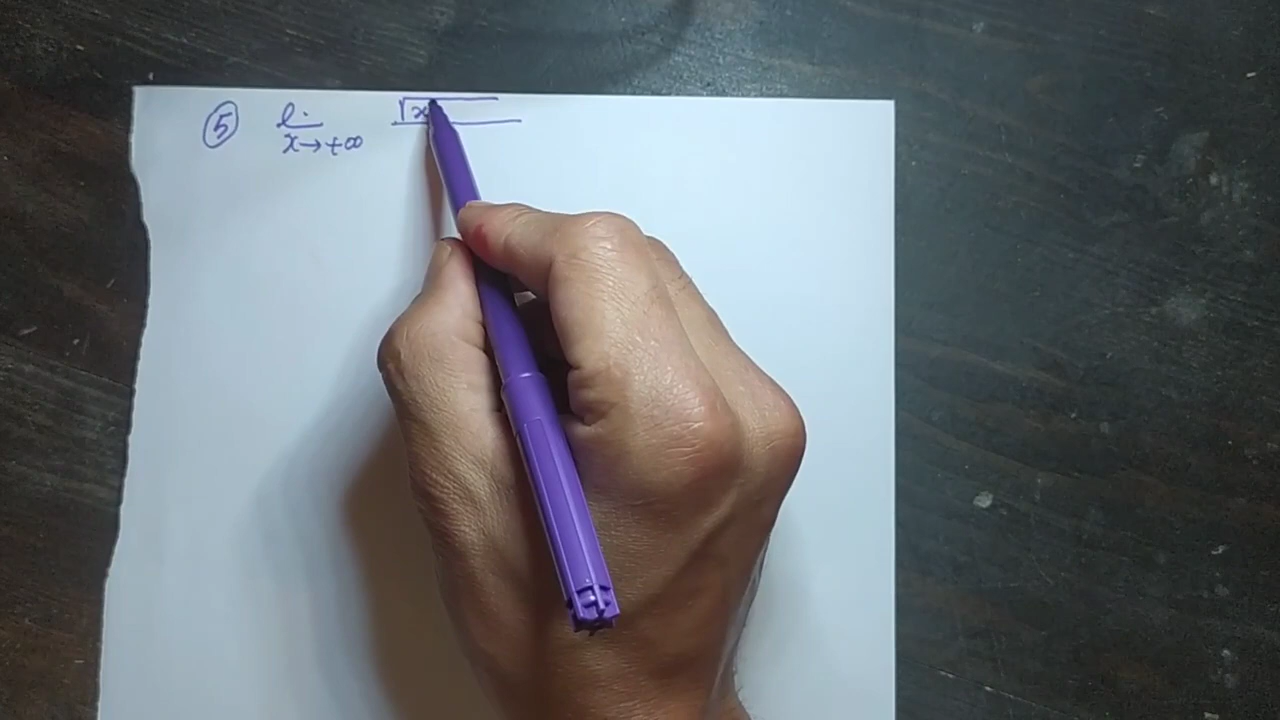 ⑤ li √x
x→+∞